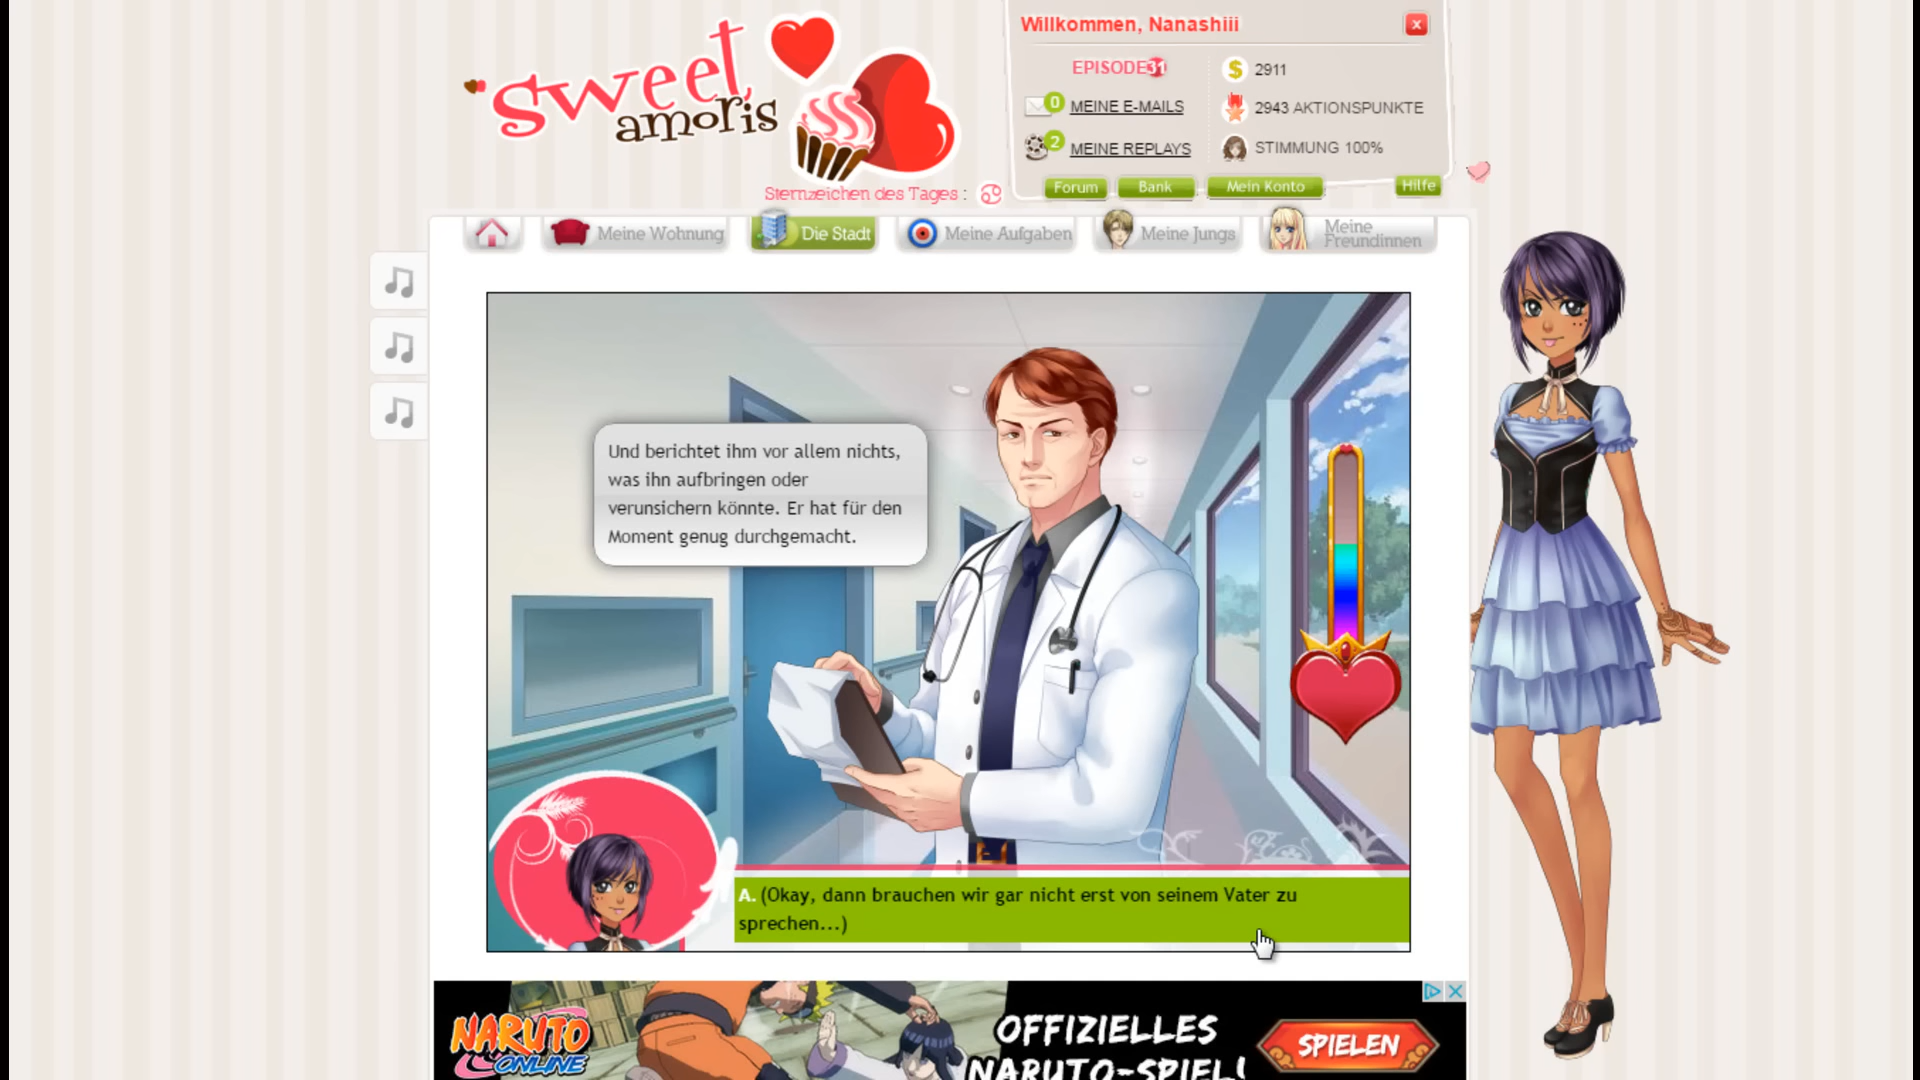 sweet
amoris
Sternzeichen des Tages :
Willkommen, Nanashiii
x
EPISODE31
0
MEINE E-MAILS
2
MEINE REPLAYS
$
2911
2943 AKTIONSPUNKTE
STIMMUNG 100%
Forum
Bank
Mein Konto
Hilfe
Meine Wohnung
Die Stadt
Meine Aufgaben
Meine Jungs
Meine
Freundinnen
Und berichtet ihm vor allem nichts,
was ihn aufbringen oder
verunsichern könnte. Er hat für den
Moment genug durchgemacht.
A. (Okay, dann brauchen wir gar nicht erst von seinem Vater zu
sprechen...)
NARUTO
ONLINE
OFFIZIELLES
NARUTO-SPIEL!
SPIELEN